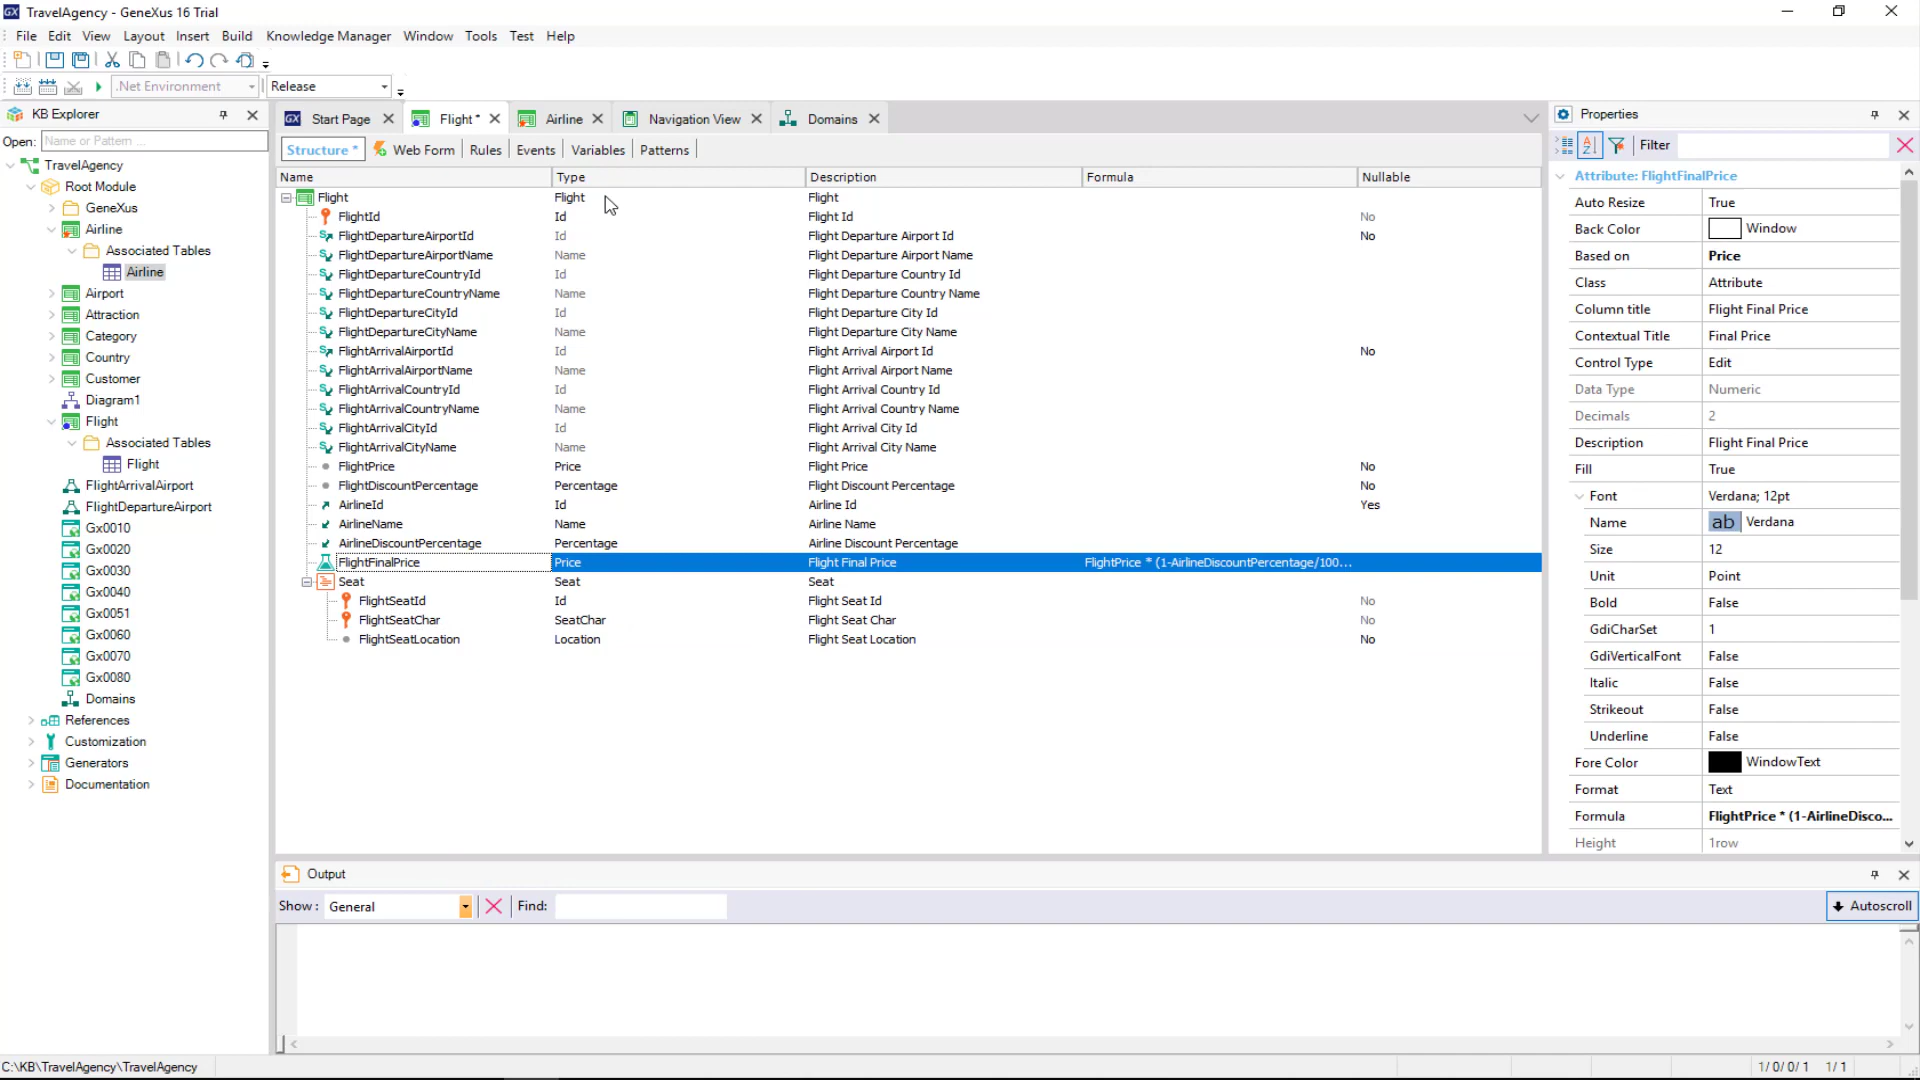 TravelAgency - GeneXus 16 Trial
File Edit View Layout Insert Build Knowledge Manager Window Tools Test Help
.Net Environment Release
KB Explorer
Open: Name or Pattern ...
TravelAgency
Root Module
GeneXus
Airline
Associated Tables
Airline
Airport
Attraction
Category
Country
Customer
Diagram1
Flight
Associated Tables
Flight
FlightArrivalAirport
FlightDepartureAirport
Gx0010
Gx0020
Gx0030
Gx0040
Gx0051
Gx0060
Gx0070
Gx0080
Domains
References
Customization
Generators
Documentation
Start Page Flight * Airline Navigation View Domains
Structure * Web Form Rules Events Variables Patterns
Name Type Description Formula Nullable
Flight Flight Flight
FlightId Id Flight Id No
FlightDepartureAirportId Id Flight Departure Airport Id No
FlightDepartureAirportName Name Flight Departure Airport Name
FlightDepartureCountryId Id Flight Departure Country Id
FlightDepartureCountryName Name Flight Departure Country Name
FlightDepartureCityId Id Flight Departure City Id
FlightDepartureCityName Name Flight Departure City Name
FlightArrivalAirportId Id Flight Arrival Airport Id No
FlightArrivalAirportName Name Flight Arrival Airport Name
FlightArrivalCountryId Id Flight Arrival Country Id
FlightArrivalCountryName Name Flight Arrival Country Name
FlightArrivalCityId Id Flight Arrival City Id
FlightArrivalCityName Name Flight Arrival City Name
FlightPrice Price Flight Price No
FlightDiscountPercentage Percentage Flight Discount Percentage No
AirlineId Id Airline Id Yes
AirlineName Name Airline Name
AirlineDiscountPercentage Percentage Airline Discount Percentage
FlightFinalPrice Price Flight Final Price FlightPrice * (1-AirlineDiscountPercentage/100...
Seat Seat Seat
FlightSeatId Id Flight Seat Id No
FlightSeatChar SeatChar Flight Seat Char No
FlightSeatLocation Location Flight Seat Location No
Properties
Filter
Attribute: FlightFinalPrice
Auto Resize True
Back Color Window
Based on Price
Class Attribute
Column title Flight Final Price
Contextual Title Final Price
Control Type Edit
Data Type Numeric
Decimals 2
Description Flight Final Price
Fill True
Font Verdana; 12pt
Name ab Verdana
Size 12
Unit Point
Bold False
GdiCharSet 1
GdiVerticalFont False
Italic False
Strikeout False
Underline False
Fore Color WindowText
Format Text
Formula FlightPrice * (1-AirlineDisco...
Height 1row
Output
Show : General Find: Autoscroll
C:\KB\TravelAgency\TravelAgency 1/0/0/1 1/1